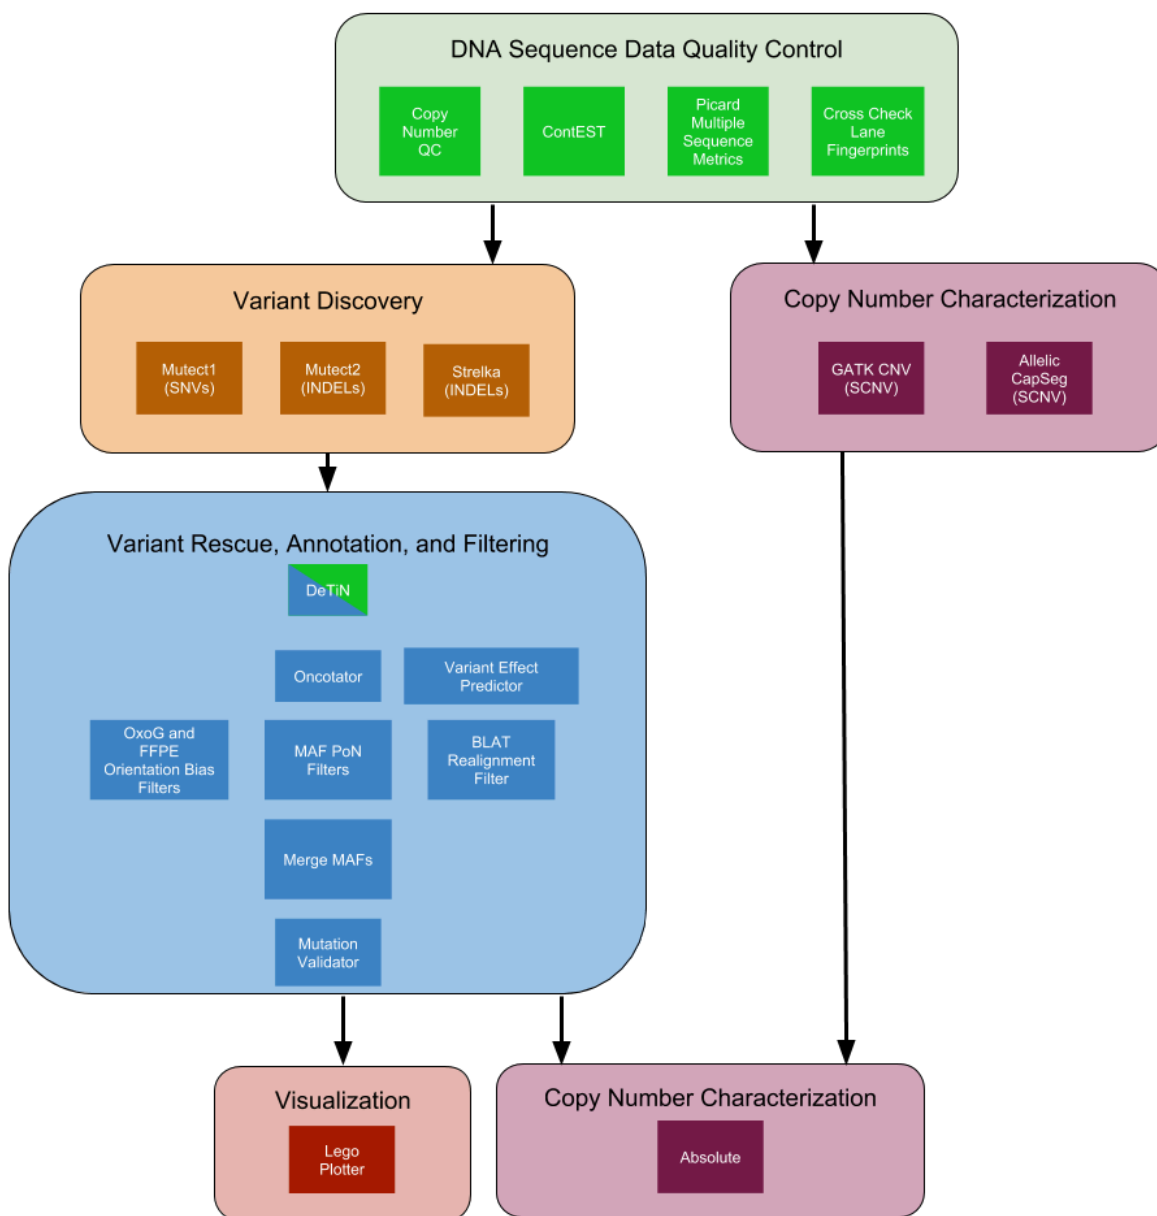 DNA Sequence Data Quality Control
Copy
Number
QC
ContEST
Picard
Multiple
Sequence
Metrics
Cross Check
Lane
Fingerprints
Variant Discovery
Mutect1
(SNVs)
Mutect2
(INDELs)
Strelka
(INDELs)
Copy Number Characterization
GATK CNV
(SCNV)
Allelic
CapSeg
(SCNV)
Variant Rescue, Annotation, and Filtering
DeTiN
Oncotator
Variant Effect
Predictor
OxoG and
FFPE
Orientation Bias
Filters
MAF PoN
Filters
BLAT
Realignment
Filter
Merge MAFs
Mutation
Validator
Visualization
Lego
Plotter
Copy Number Characterization
Absolute